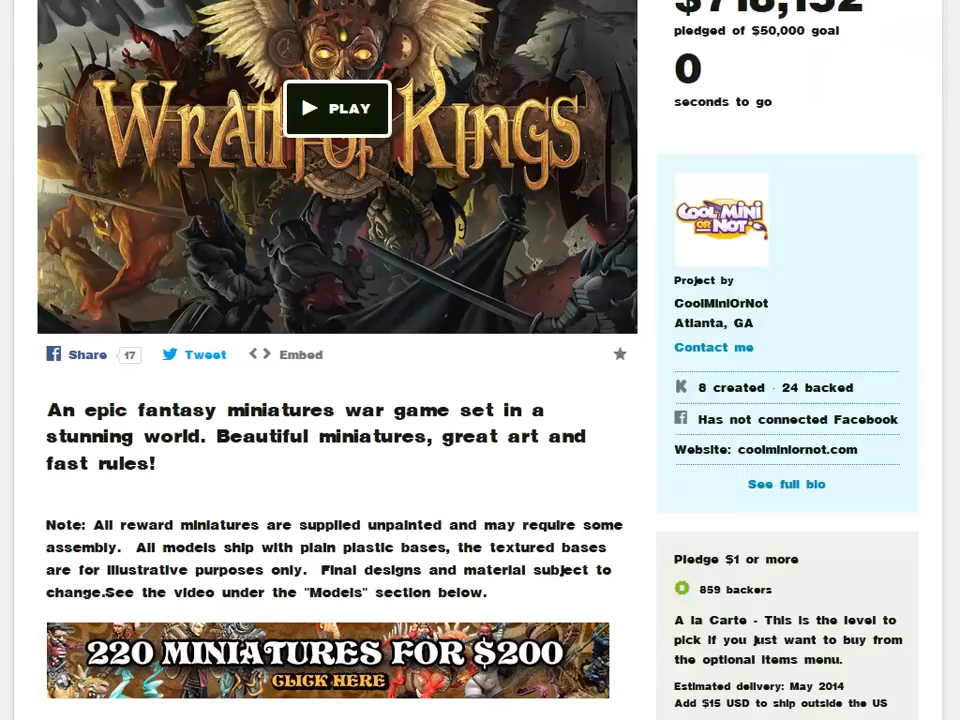 $718,132
pledged of $50,000 goal
0
seconds to go
WRATH OF KINGS
PLAY
COOL MINI
OR NOT
Project by
CoolMiniOrNot
Atlanta, GA
Contact me
8 created · 24 backed
Has not connected Facebook
Website: coolminiornot.com
See full bio
Share 17 Tweet Embed
An epic fantasy miniatures war game set in a
stunning world. Beautiful miniatures, great art and
fast rules!
Note: All reward miniatures are supplied unpainted and may require some
assembly. All models ship with plain plastic bases, the textured bases
are for illustrative purposes only. Final designs and material subject to
change.See the video under the "Models" section below.
220 MINIATURES FOR $200
CLICK HERE
Pledge $1 or more
859 backers
A la Carte - This is the level to
pick if you just want to buy from
the optional items menu.
Estimated delivery: May 2014
Add $15 USD to ship outside the US